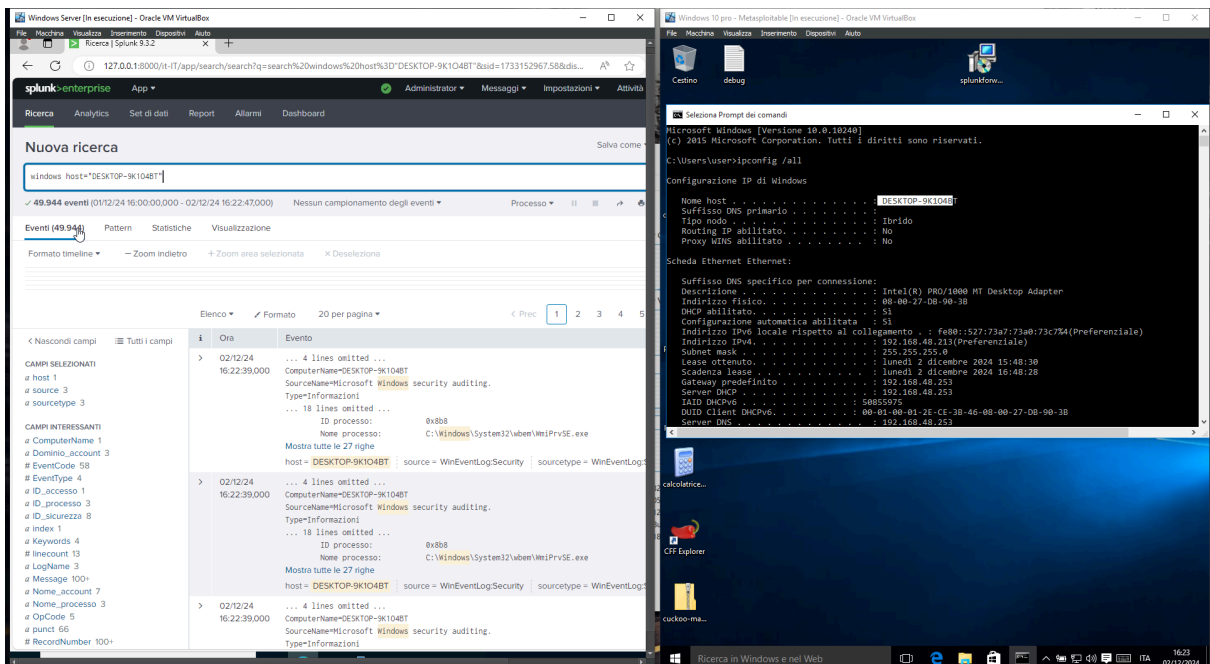 Windows Server [In esecuzione] - Oracle VM VirtualBox
File Macchina Visualizza Inserimento Dispositivi Aiuto
Ricerca | Splunk 9.3.2
127.0.0.1:8000/it-IT/app/search/search?q=search%20windows%20host%3D"DESKTOP-9K1O4BT"&sid=1733152967.58&dis...
splunk>enterprise App Administrator Messaggi Impostazioni Attività
Ricerca Analytics Set di dati Report Allarmi Dashboard
Nuova ricerca Salva come
windows host="DESKTOP-9K1O4BT"
✓ 49.944 eventi (01/12/24 16:00:00,000 - 02/12/24 16:22:47,000) Nessun campionamento degli eventi Processo
Eventi (49.944) Pattern Statistiche Visualizzazione
Formato timeline — Zoom indietro + Zoom area selezionata × Deseleziona
Elenco Formato 20 per pagina < Prec 1 2 3 4 5
< Nascondi campi Tutti i campi
CAMPI SELEZIONATI
a host 1
a source 3
a sourcetype 3
CAMPI INTERESSANTI
a ComputerName 1
a Dominio_account 3
# EventCode 58
# EventType 4
a ID_accesso 1
a ID_processo 3
a ID_sicurezza 8
a index 1
a Keywords 4
# linecount 13
a LogName 3
a Message 100+
a Nome_account 7
a Nome_processo 3
a OpCode 5
a punct 66
# RecordNumber 100+
i Ora Evento
> 02/12/24 16:22:39,000
... 4 lines omitted ...
ComputerName=DESKTOP-9K1O4BT
SourceName=Microsoft Windows security auditing.
Type=Informazioni
... 18 lines omitted ...
ID processo: 0x8b8
Nome processo: C:\Windows\System32\wbem\WmiPrvSE.exe
Mostra tutte le 27 righe
host = DESKTOP-9K1O4BT source = WinEventLog:Security sourcetype = WinEventLog:S
> 02/12/24 16:22:39,000
... 4 lines omitted ...
ComputerName=DESKTOP-9K1O4BT
SourceName=Microsoft Windows security auditing.
Type=Informazioni
... 18 lines omitted ...
ID processo: 0x8b8
Nome processo: C:\Windows\System32\wbem\WmiPrvSE.exe
Mostra tutte le 27 righe
host = DESKTOP-9K1O4BT source = WinEventLog:Security sourcetype = WinEventLog:S
> 02/12/24 16:22:39,000
... 4 lines omitted ...
ComputerName=DESKTOP-9K1O4BT
SourceName=Microsoft Windows security auditing.
Type=Informazioni
Windows 10 pro - Metasploitable [In esecuzione] - Oracle VM VirtualBox
File Macchina Visualizza Inserimento Dispositivi Aiuto
Cestino debug splunkforw...
Seleziona Prompt dei comandi
Microsoft Windows [Versione 10.0.10240]
(c) 2015 Microsoft Corporation. Tutti i diritti sono riservati.
C:\Users\user>ipconfig /all
Configurazione IP di Windows
Nome host . . . . . . . . . . . . . . : DESKTOP-9K1O4BT
Suffisso DNS primario . . . . . . . . :
Tipo nodo . . . . . . . . . . . . . . : Ibrido
Routing IP abilitato. . . . . . . . . : No
Proxy WINS abilitato . . . . . . . . : No
Scheda Ethernet Ethernet:
Suffisso DNS specifico per connessione:
Descrizione . . . . . . . . . . . . . : Intel(R) PRO/1000 MT Desktop Adapter
Indirizzo fisico. . . . . . . . . . . : 08-00-27-DB-90-3B
DHCP abilitato. . . . . . . . . . . . : Sì
Configurazione automatica abilitata : Sì
Indirizzo IPv6 locale rispetto al collegamento . : fe80::527:73a7:73a0:73c7%4(Preferenziale)
Indirizzo IPv4. . . . . . . . . . . . : 192.168.48.213(Preferenziale)
Subnet mask . . . . . . . . . . . . . : 255.255.255.0
Lease ottenuto. . . . . . . . . . . . : lunedì 2 dicembre 2024 15:48:30
Scadenza lease . . . . . . . . . . . : lunedì 2 dicembre 2024 16:48:28
Gateway predefinito . . . . . . . . . : 192.168.48.253
Server DHCP . . . . . . . . . . . . . : 192.168.48.253
IAID DHCPv6 . . . . . . . . . . . : 50855975
DUID Client DHCPv6. . . . . . . . : 00-01-00-01-2E-CE-3B-46-08-00-27-DB-90-3B
Server DNS . . . . . . . . . . . . . : 192.168.48.253
calcolatrice...
CFF Explorer
cuckoo-ma...
Ricerca in Windows e nel Web
ITA 16:23
02/12/2024